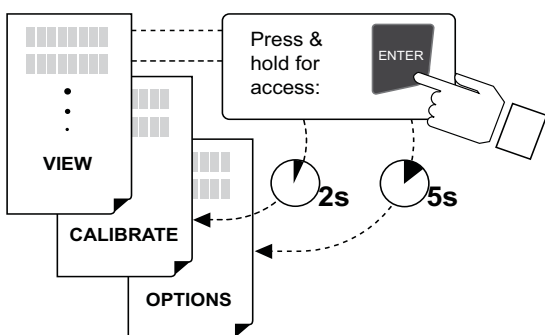 Press &
hold for
access:
ENTER
VIEW
2s
5s
CALIBRATE
OPTIONS